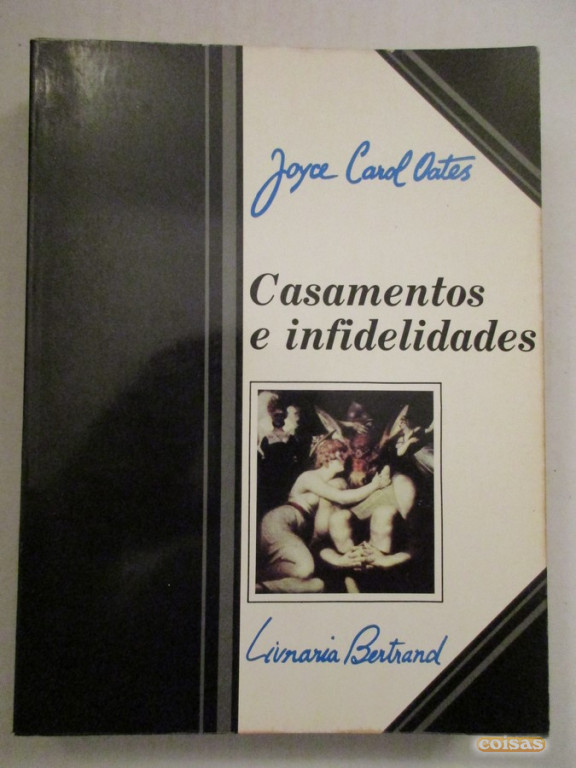 Joyce Carol Oates
Casamentos
e infidelidades
Livraria Bertrand
coisas